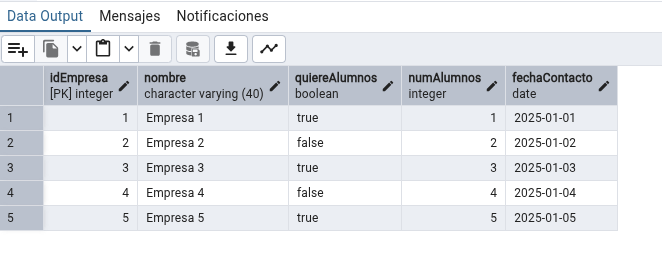 Data Output Mensajes Notificaciones
idEmpresa nombre quiereAlumnos numAlumnos fechaContacto
[PK] integer character varying (40) boolean integer date
1 1 Empresa 1 true 1 2025-01-01
2 2 Empresa 2 false 2 2025-01-02
3 3 Empresa 3 true 3 2025-01-03
4 4 Empresa 4 false 4 2025-01-04
5 5 Empresa 5 true 5 2025-01-05